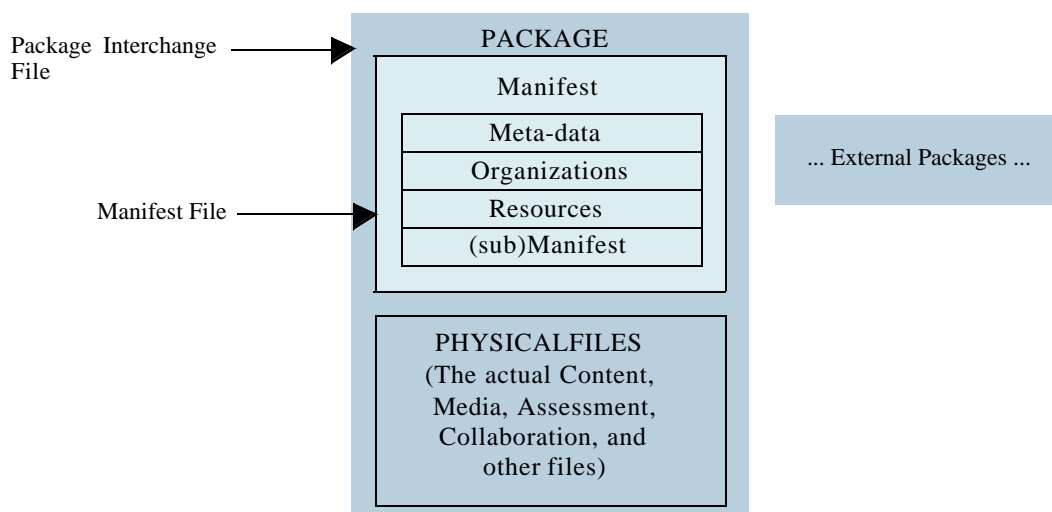 Package Interchange
File
PACKAGE
Manifest
Meta-data
Organizations
Resources
(sub)Manifest
Manifest File
... External Packages ...
PHYSICALFILES
(The actual Content,
Media, Assessment,
Collaboration, and
other files)